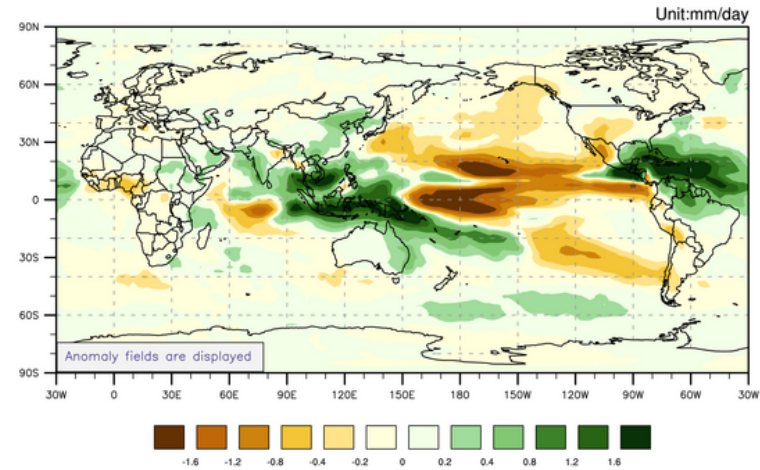 Unit:mm/day
90N
60N
30N
0
30S
60S
90S
Anomaly fields are displayed
30W 0 30E 60E 90E 120E 150E 180 150W 120W 90W 60W 30W
-1.6 -1.2 -0.8 -0.4 -0.2 0 0.2 0.4 0.8 1.2 1.6